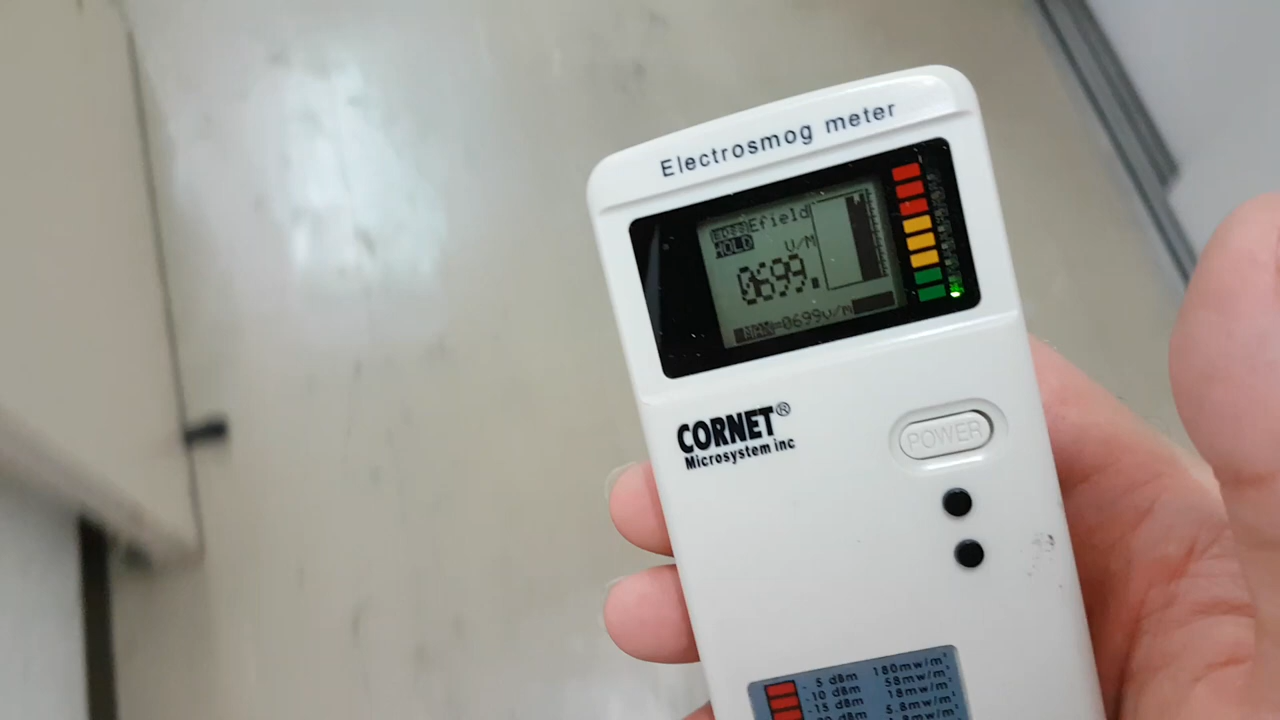 Electrosmog meter
Efield
HOLD V/M
0699.
MAX=0699v/m
CORNET®
Microsystem inc
POWER
- 5 dBm 180mw/m²
-10 dBm 58mw/m²
-15 dBm 18mw/m²
5.8mw/m²